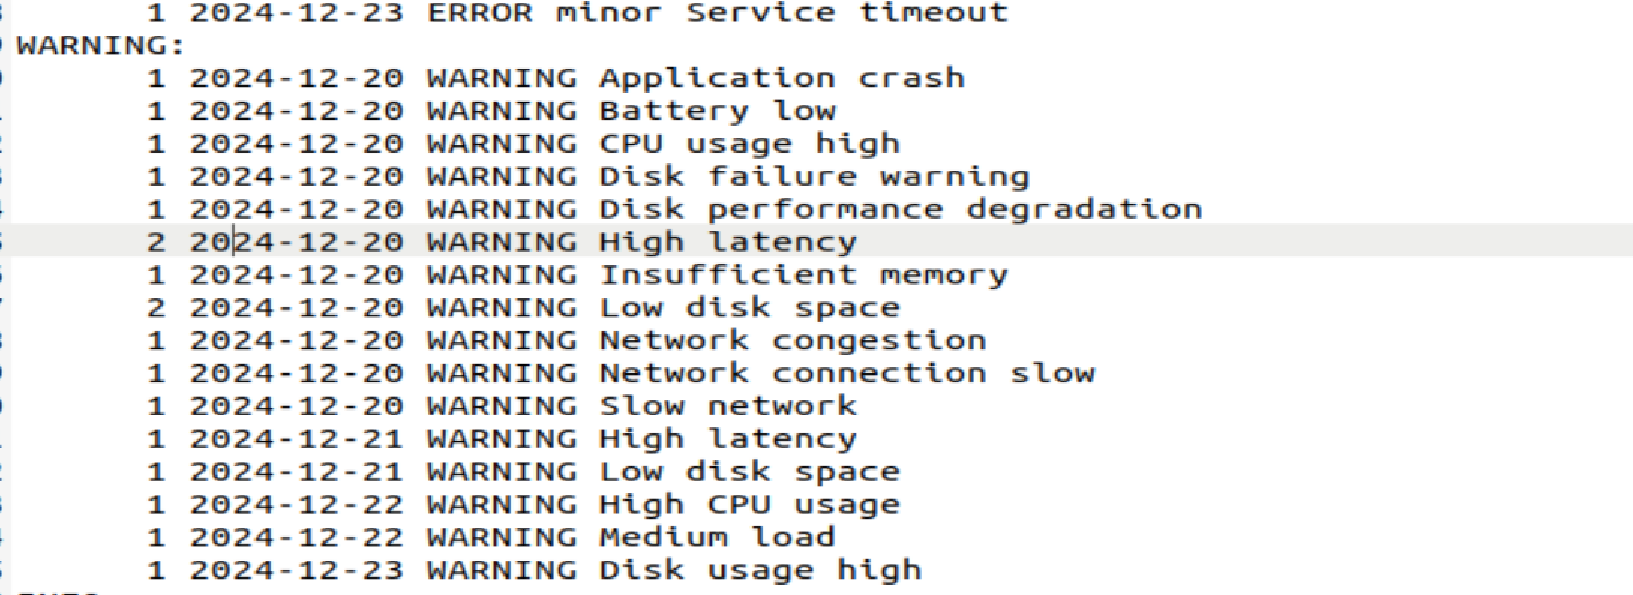 1 2024-12-23 ERROR minor Service timeout
WARNING:
1 2024-12-20 WARNING Application crash
1 2024-12-20 WARNING Battery low
1 2024-12-20 WARNING CPU usage high
1 2024-12-20 WARNING Disk failure warning
1 2024-12-20 WARNING Disk performance degradation
2 2024-12-20 WARNING High latency
1 2024-12-20 WARNING Insufficient memory
2 2024-12-20 WARNING Low disk space
1 2024-12-20 WARNING Network congestion
1 2024-12-20 WARNING Network connection slow
1 2024-12-20 WARNING Slow network
1 2024-12-21 WARNING High latency
1 2024-12-21 WARNING Low disk space
1 2024-12-22 WARNING High CPU usage
1 2024-12-22 WARNING Medium load
1 2024-12-23 WARNING Disk usage high